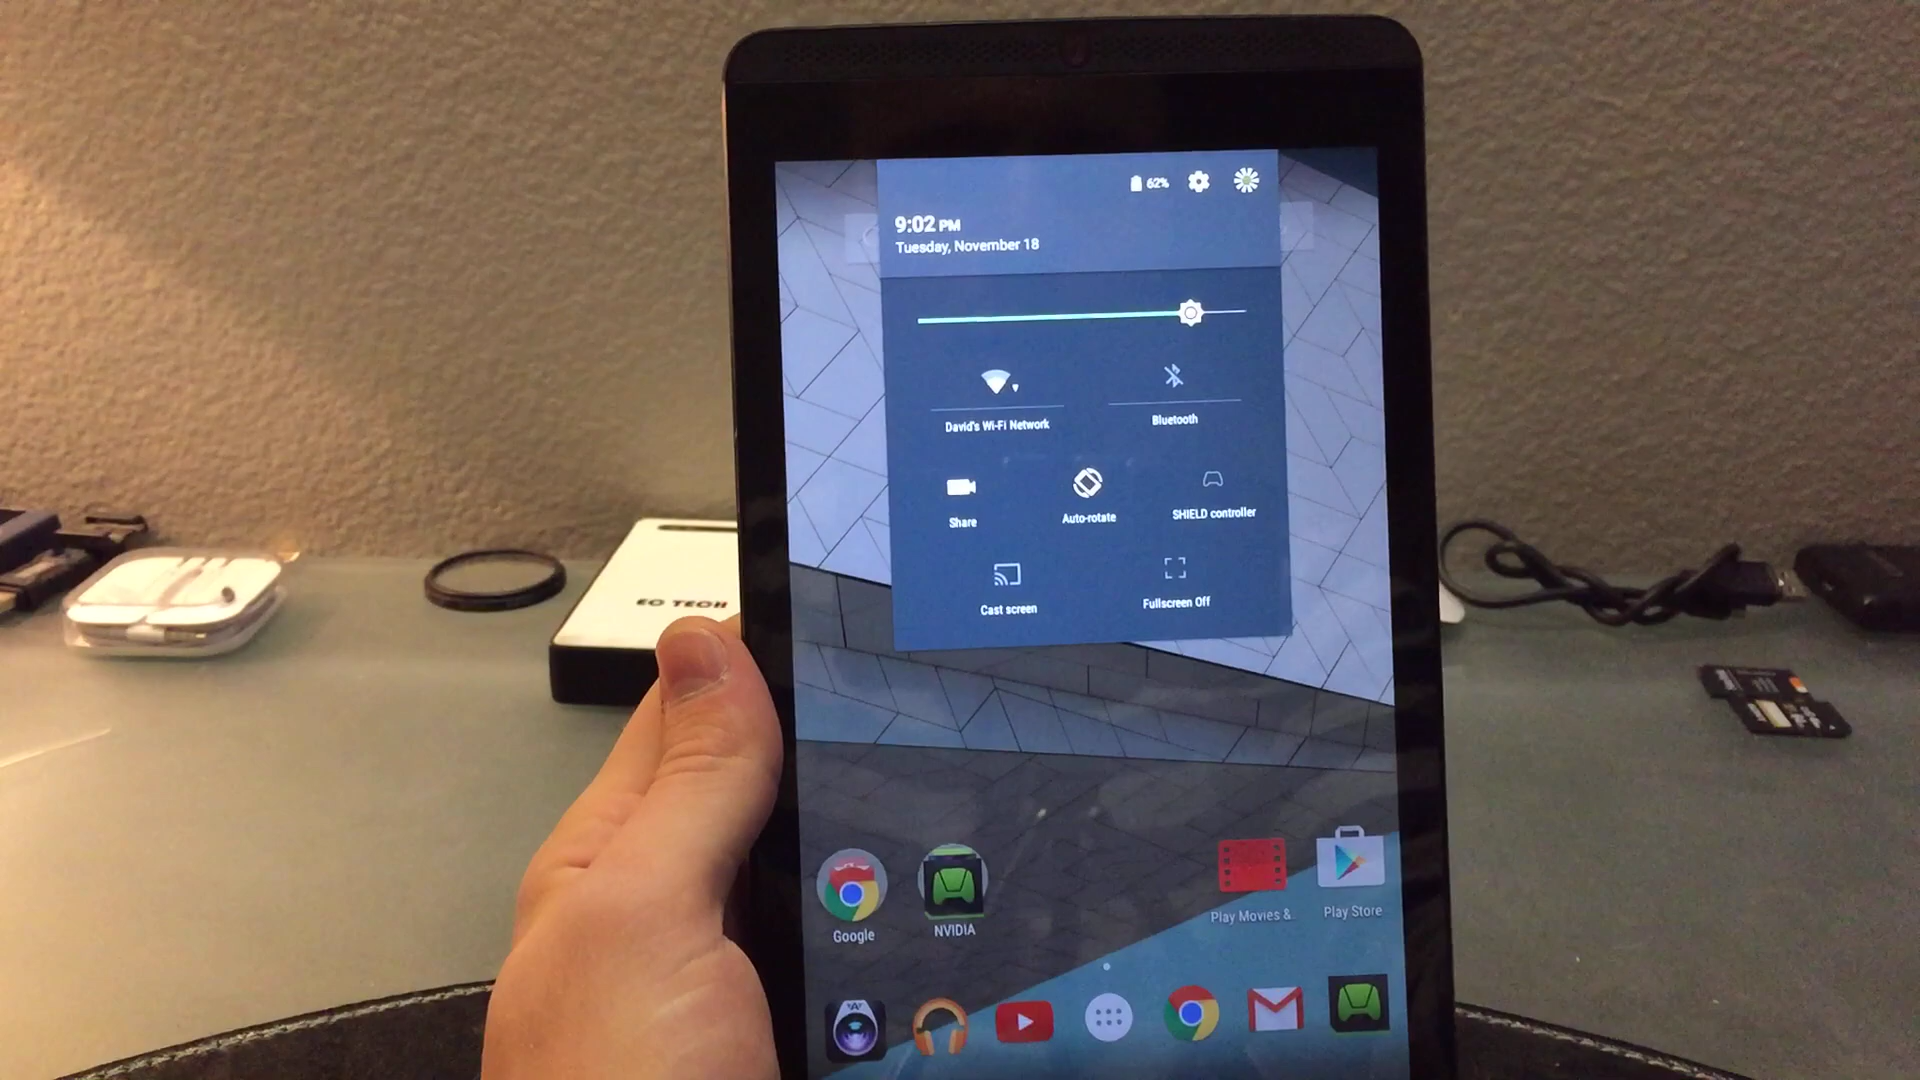 62%
9:02 PM
Tuesday, November 18
David's Wi-Fi Network
Bluetooth
Share
Auto-rotate
SHIELD controller
Cast screen
Fullscreen Off
EC TECH
Google
NVIDIA
Play Movies &
Play Store